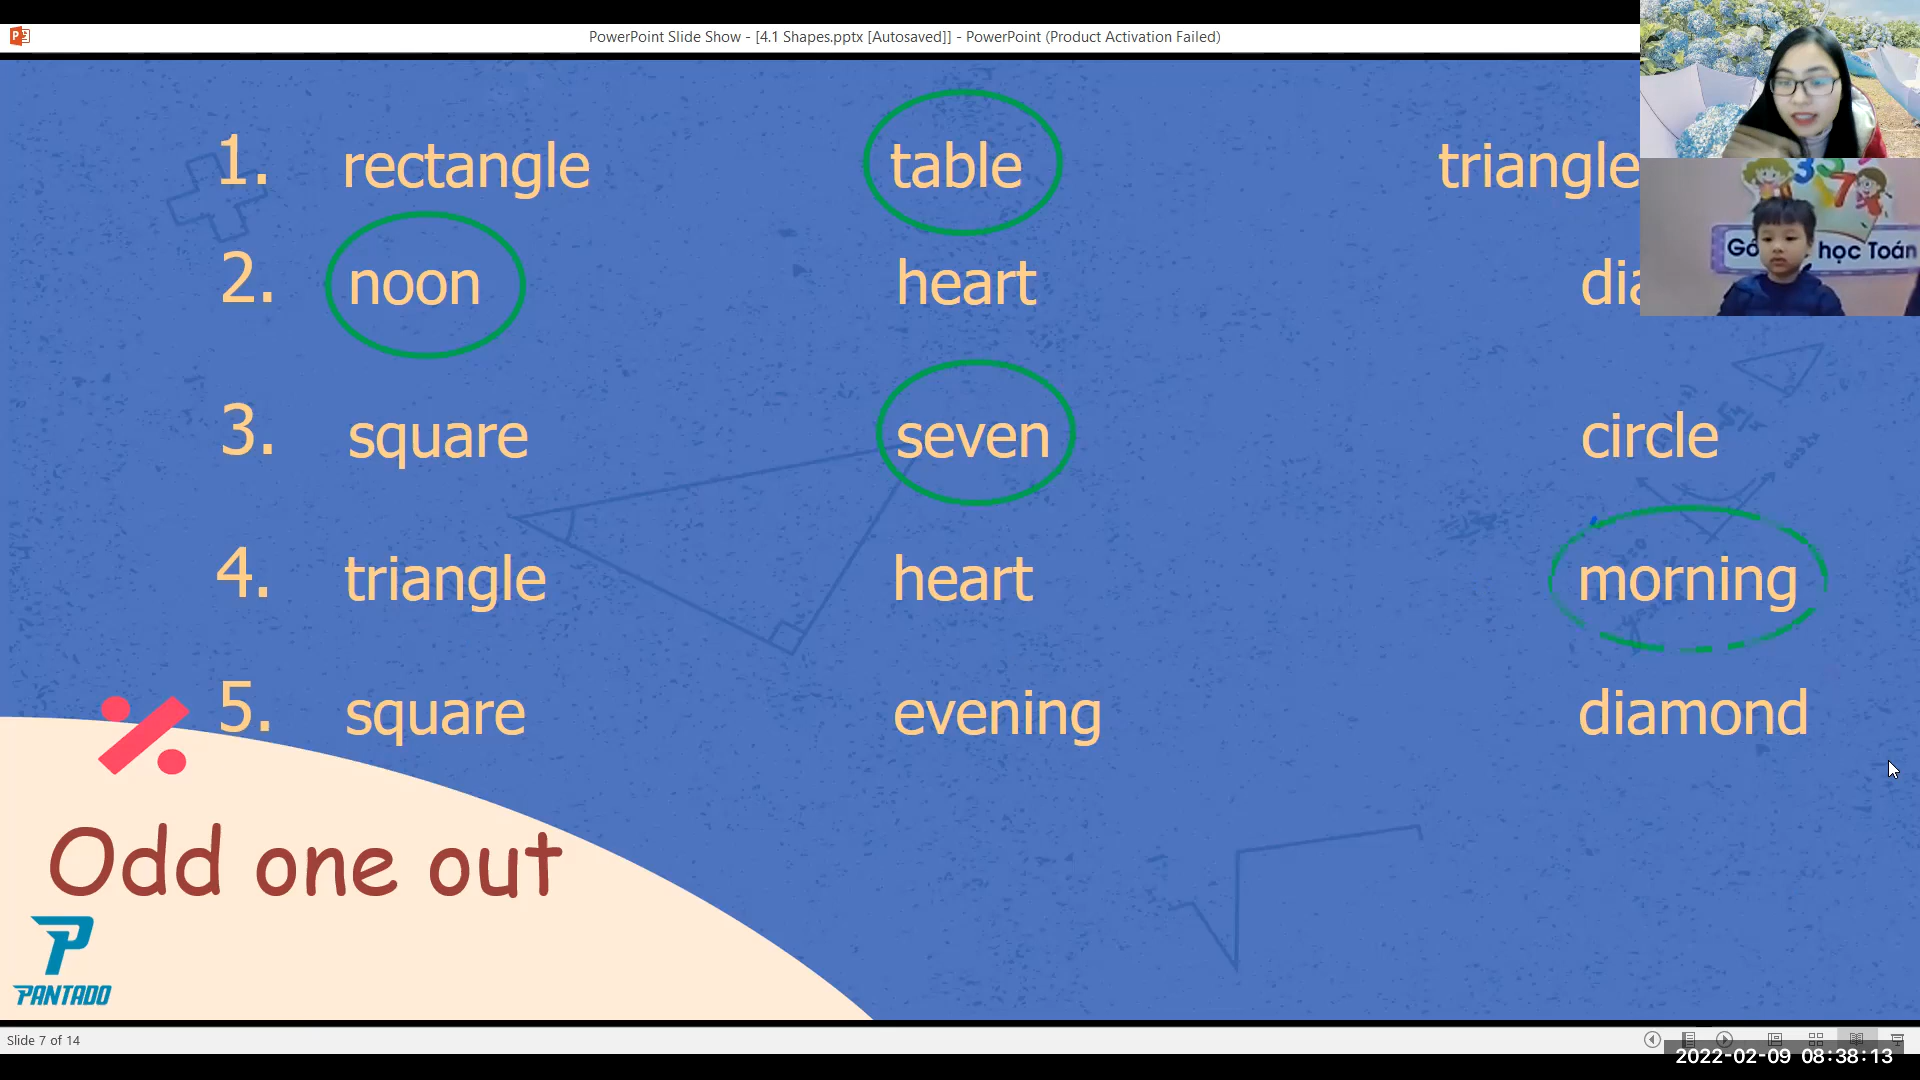 PowerPoint Slide Show - [4.1 Shapes.pptx [Autosaved]] - PowerPoint (Product Activation Failed)
1. rectangle table triangle
2. noon heart
3. square seven circle
4. triangle heart morning
5. square evening diamond
Odd one out
PANTADO
học Toán
Slide 7 of 14
2022-02-09 08:38:13